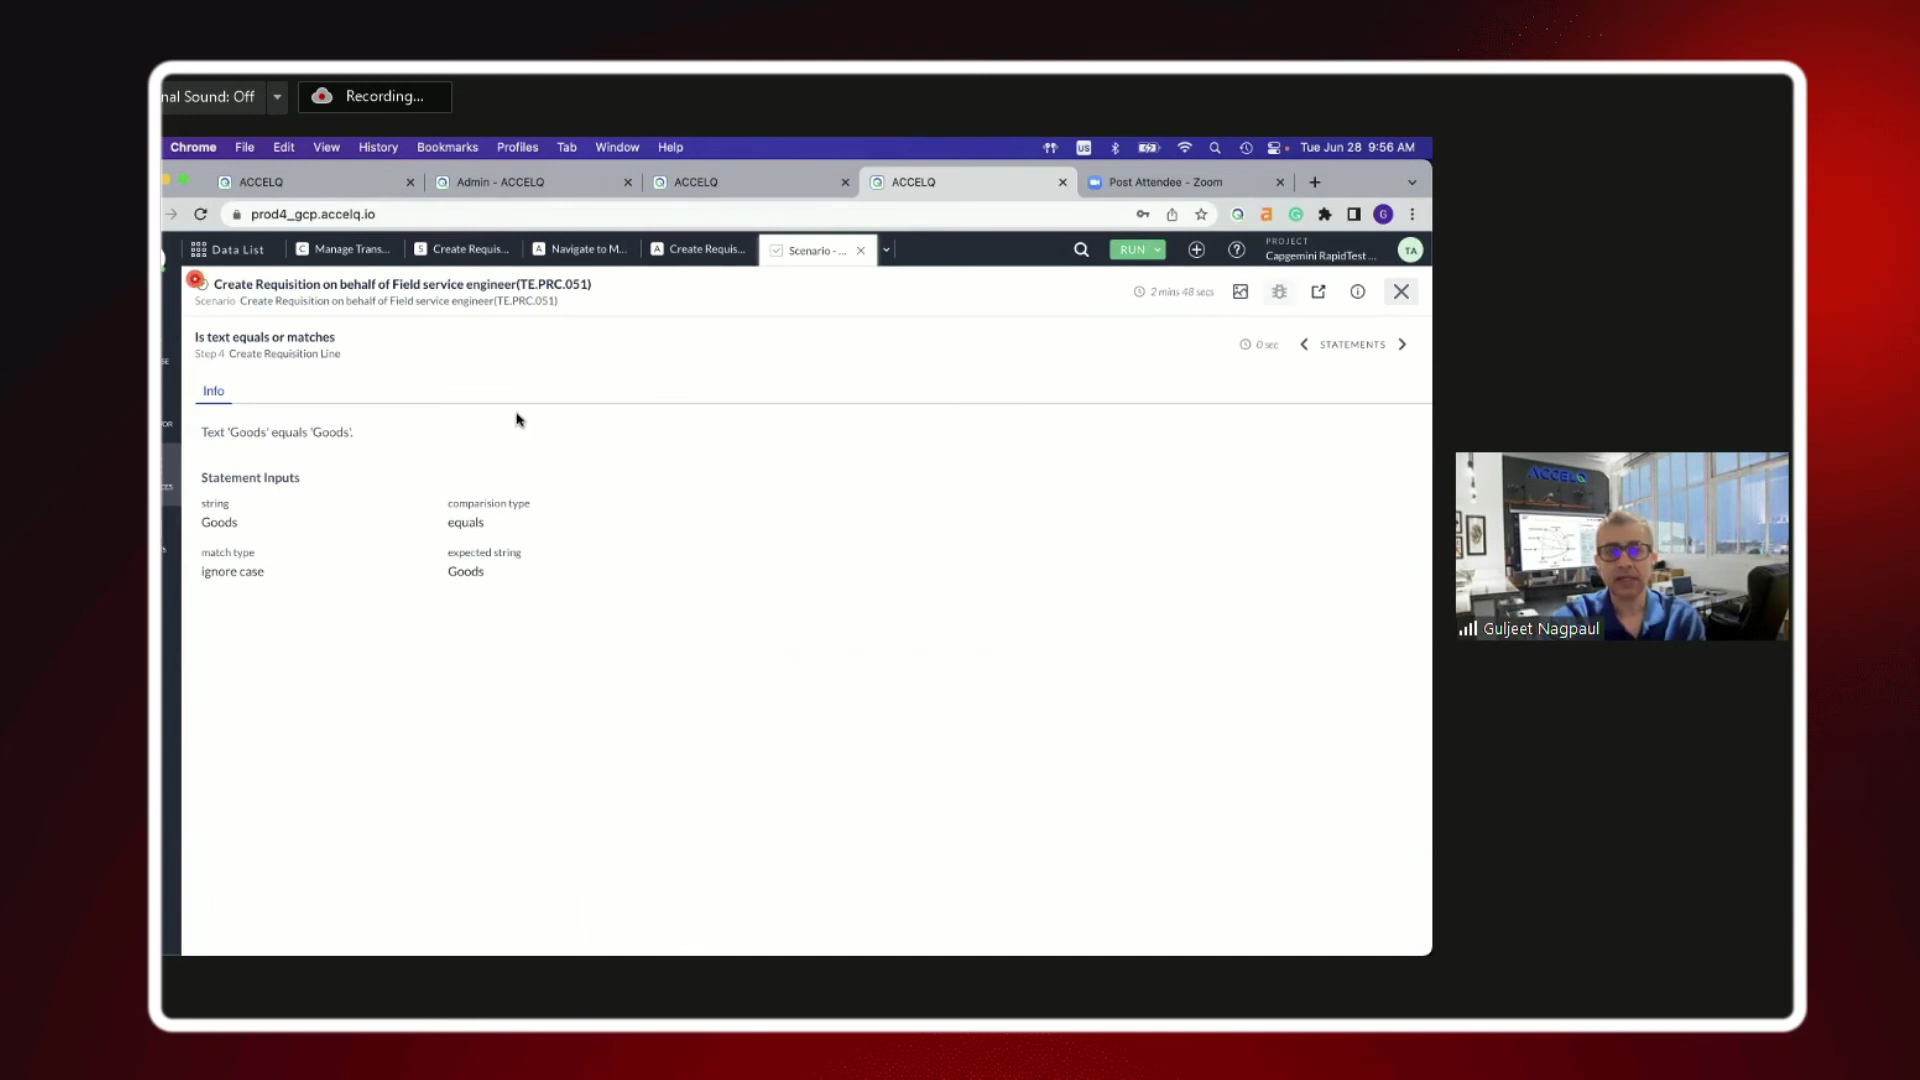 nal Sound: Off
Recording...
Chrome File Edit View History Bookmarks Profiles Tab Window Help
US
Tue Jun 28 9:56 AM
ACCELQ
Admin - ACCELQ
ACCELQ
ACCELQ
Post Attendee - Zoom
prod4_gcp.accelq.io
G
Data List
C Manage Trans...
S Create Requis...
A Navigate to M...
A Create Requis...
Scenario - ...
RUN
PROJECT
Capgemini RapidTest ...
TA
Create Requisition on behalf of Field service engineer(TE.PRC.051)
Scenario Create Requisition on behalf of Field service engineer(TE.PRC.051)
2 mins 48 secs
Is text equals or matches
Step 4 Create Requisition Line
0 sec
STATEMENTS
Info
Text 'Goods' equals 'Goods'.
Statement Inputs
string
comparision type
Goods
equals
match type
expected string
ignore case
Goods
ACCELQ
Guljeet Nagpaul